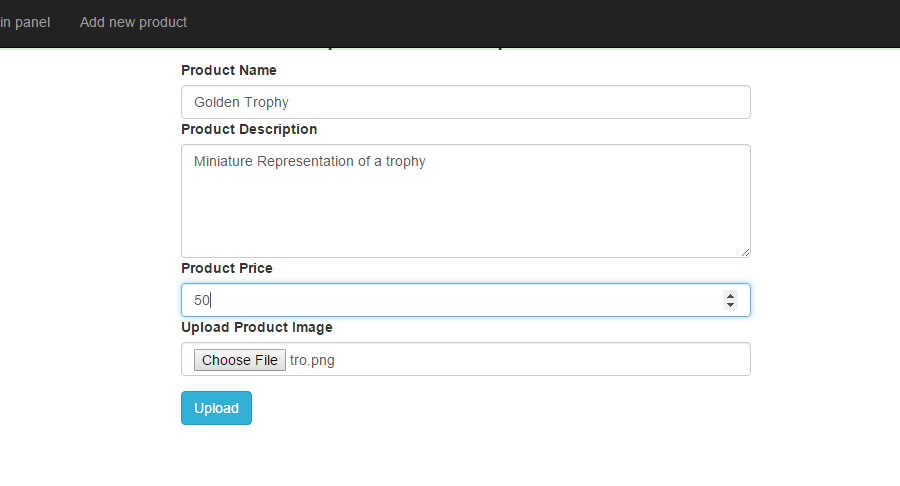 in panel Add new product
Product Name
Golden Trophy
Product Description
Miniature Representation of a trophy
Product Price
50
Upload Product Image
Choose File tro.png
Upload